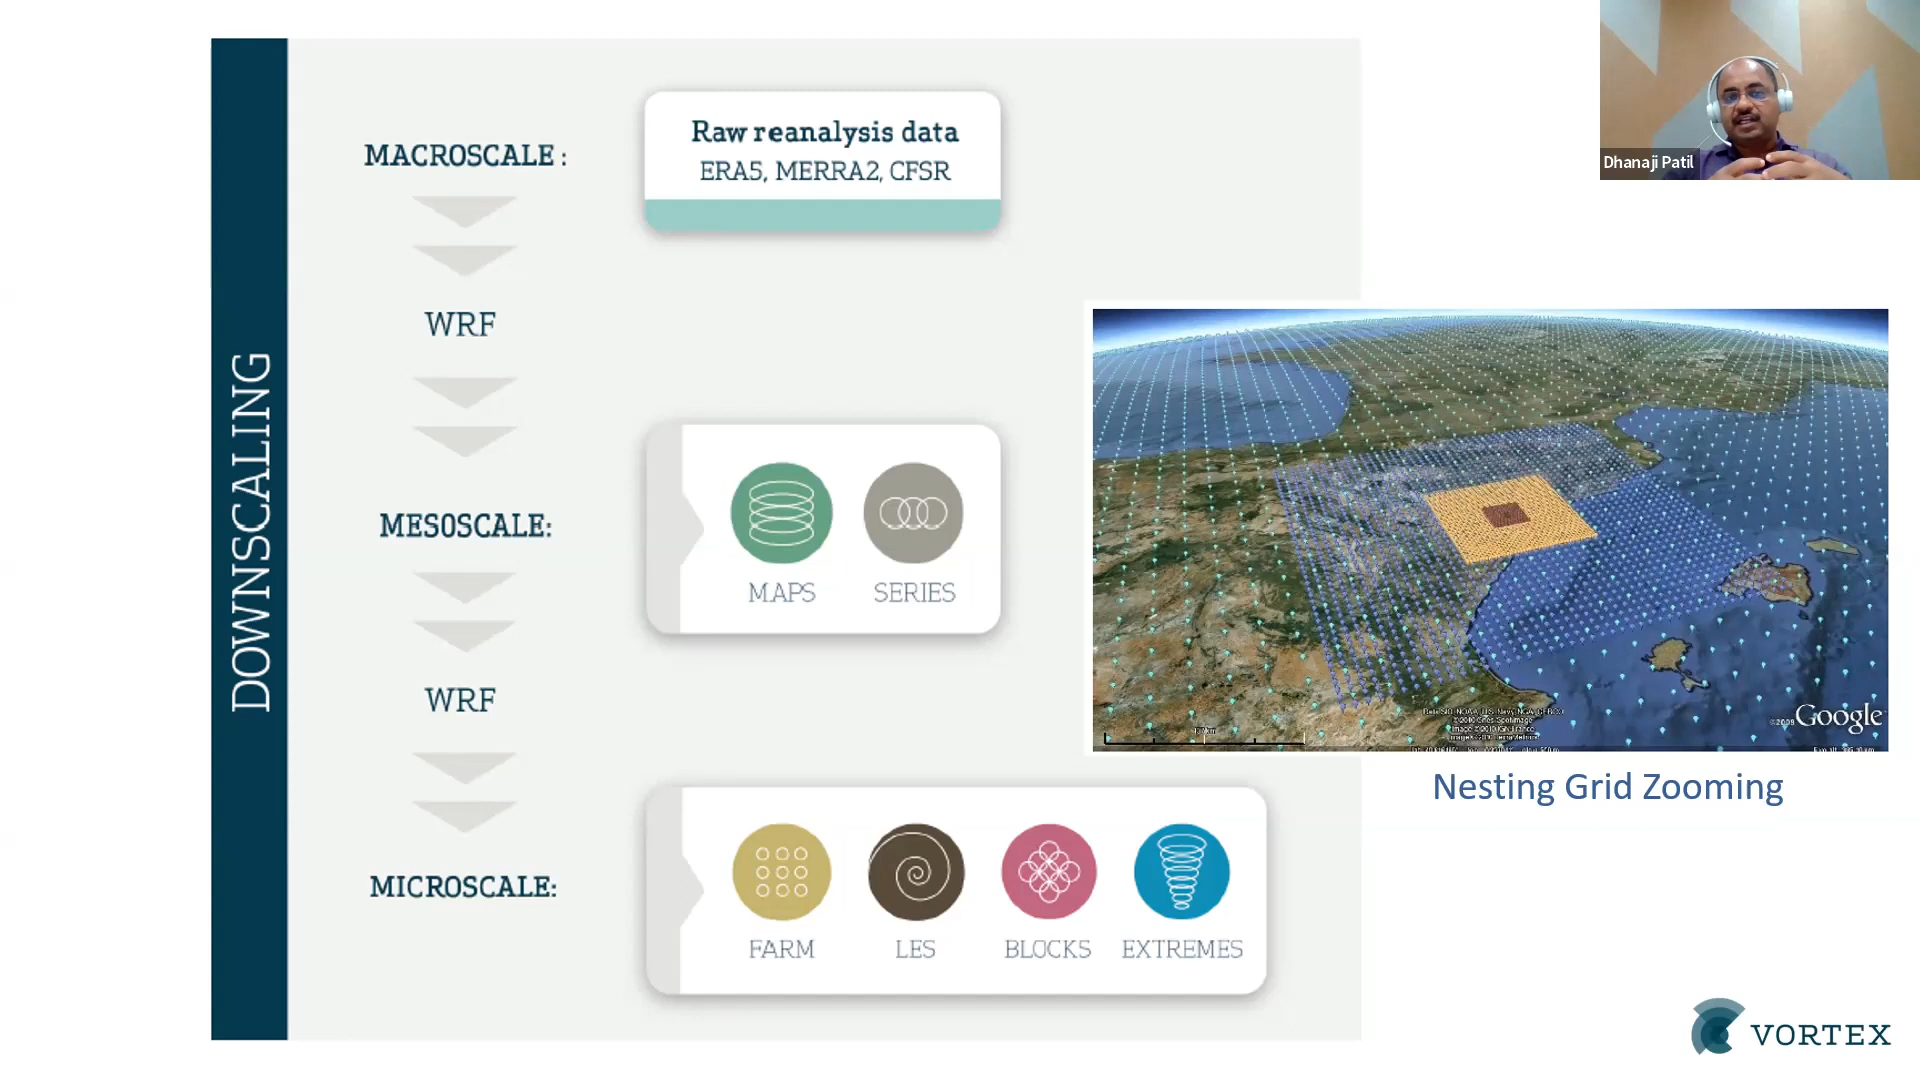 DOWNSCALING
MACROSCALE :
Raw reanalysis data
ERA5, MERRA2, CFSR
WRF
MESOSCALE:
MAPS
SERIES
WRF
MICROSCALE:
FARM
LES
BLOCKS
EXTREMES
Dhanaji Patil
Google
Nesting Grid Zooming
VORTEX